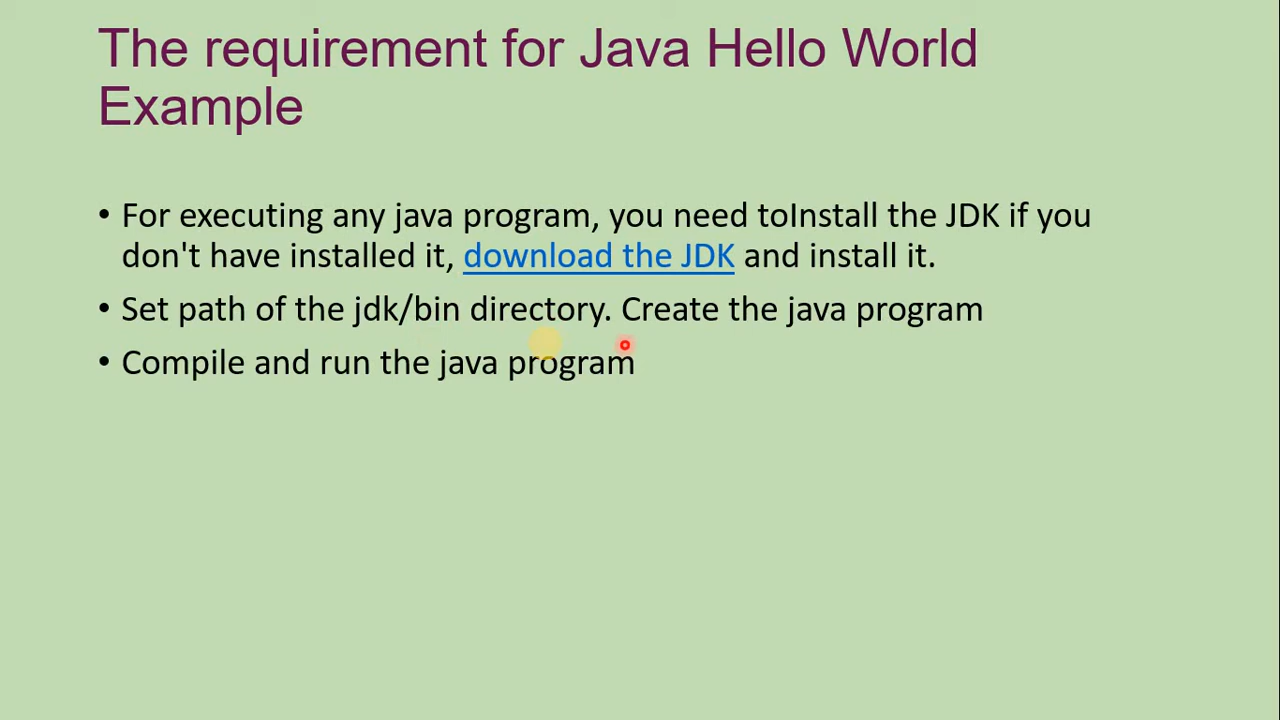 The requirement for Java Hello World
Example
• For executing any java program, you need toInstall the JDK if you
don't have installed it, download the JDK and install it.
• Set path of the jdk/bin directory. Create the java program
• Compile and run the java program